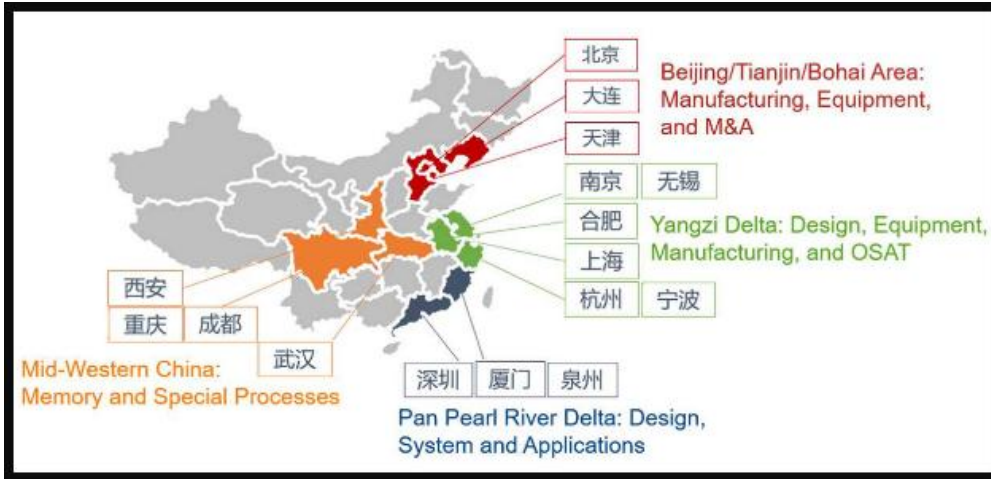 北京
大连
天津
Beijing/Tianjin/Bohai Area:
Manufacturing, Equipment,
and M&A
南京 无锡
合肥
上海
杭州 宁波
Yangzi Delta: Design, Equipment,
Manufacturing, and OSAT
西安
重庆 成都
武汉
Mid-Western China:
Memory and Special Processes
深圳 厦门 泉州
Pan Pearl River Delta: Design,
System and Applications